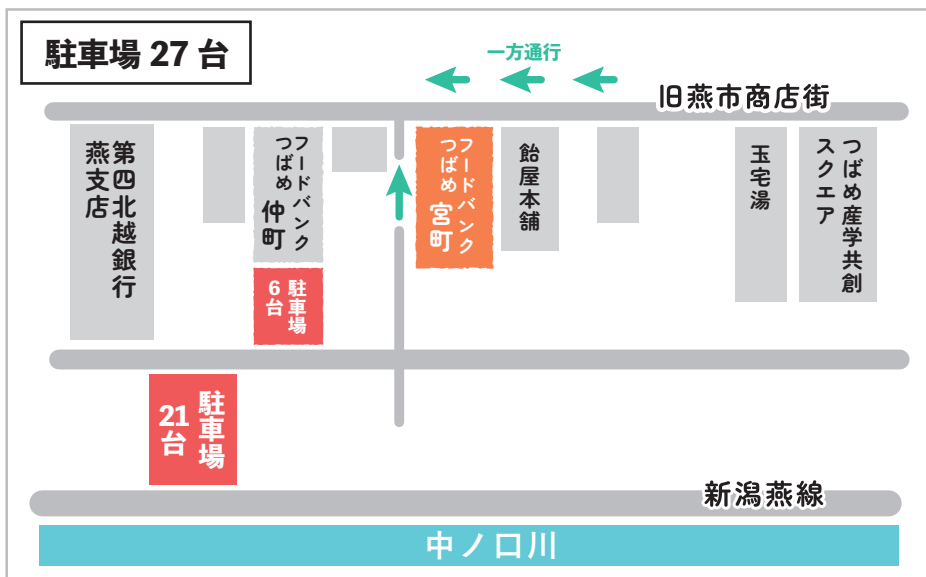 駐車場 27 台
一方通行
旧燕市商店街
第四北越銀行
燕支店
フードバンク
つばめ
仲町
フードバンク
つばめ
宮町
飴屋本舗
玉宅湯
つばめ産学共創
スクエア
駐車場
6台
駐車場
21台
新潟燕線
中ノ口川